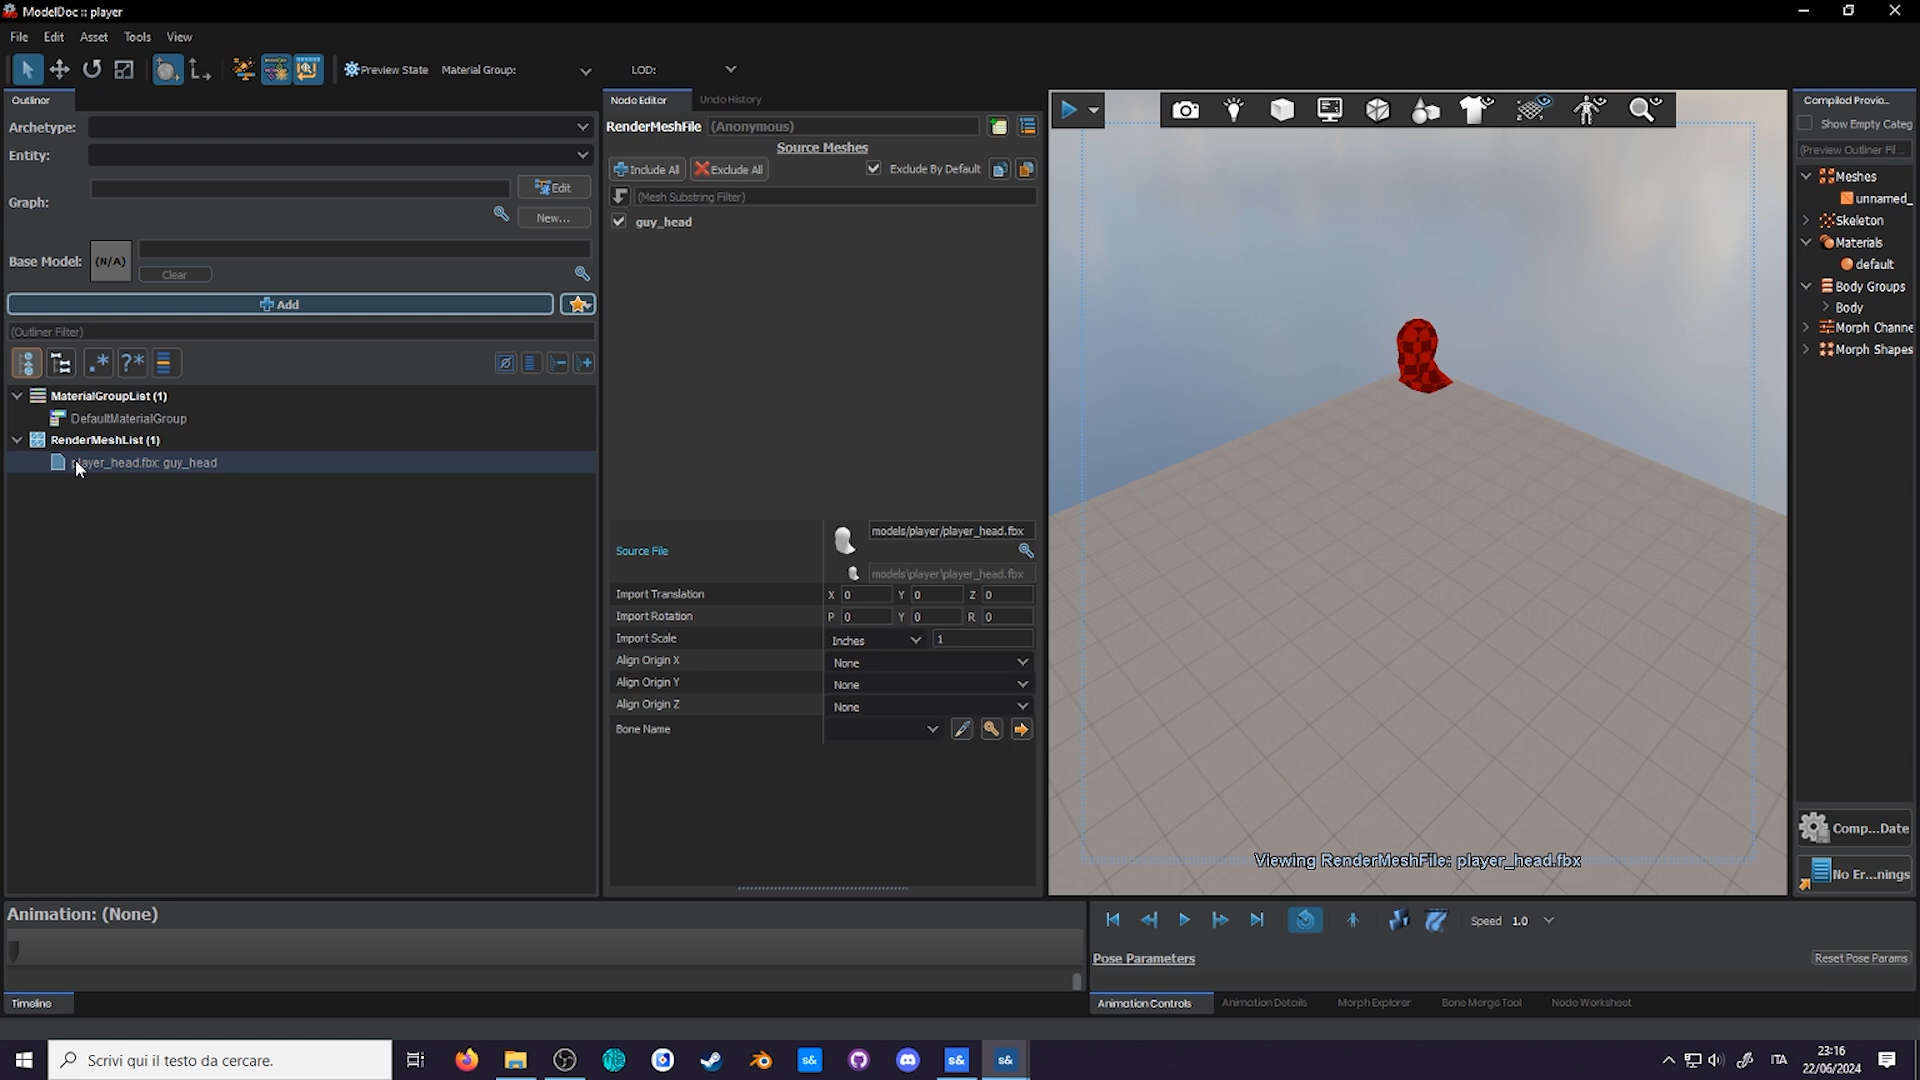 ModelDoc :: player
File Edit Asset Tools View
Preview State Material Group: LOD:
Outliner
Archetype:
Entity:
Graph:
Edit
New...
Base Model:
(N/A)
Clear
Add
(Outliner Filter)
MaterialGroupList (1)
DefaultMaterialGroup
RenderMeshList (1)
player_head.fbx: guy_head
Node Editor Undo History
RenderMeshFile (Anonymous)
Source Meshes
Include All Exclude All Exclude By Default
(Mesh Substring Filter)
guy_head
Source File
models/player/player_head.fbx
models\player\player_head.fbx
Import Translation X 0 Y 0 Z 0
Import Rotation P 0 Y 0 R 0
Import Scale Inches 1
Align Origin X None
Align Origin Y None
Align Origin Z None
Bone Name
Viewing RenderMeshFile: player_head.fbx
Compiled Previe...
Show Empty Categ
(Preview Outliner Fil...
Meshes
unnamed_
Skeleton
Materials
default
Body Groups
Body
Morph Channe
Morph Shapes
Comp...Date
No Er...nings
Animation: (None)
Timeline
Speed 1.0
Pose Parameters
Reset Pose Params
Animation Controls Animation Details Morph Explorer Bone Merge Tool Node Worksheet
Scrivi qui il testo da cercare.
s& s& s&
ITA
23:16
22/06/2024